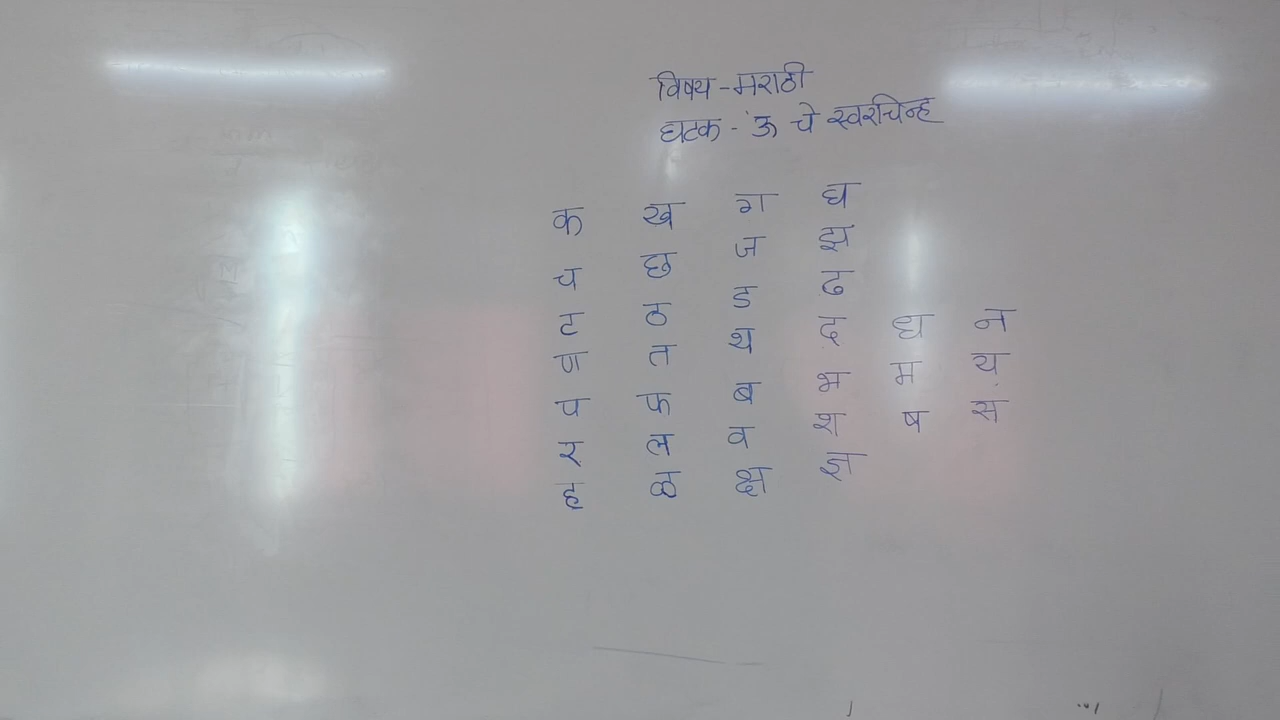 विषय - मराठी
घटक - 'ऊ चे स्वरचिन्ह
क ख ग घ
च छ ज झ
ट ठ ड ढ
ण त थ द ध न
प फ ब भ म य
र ल व श ष स
ह ळ क्ष ज्ञ